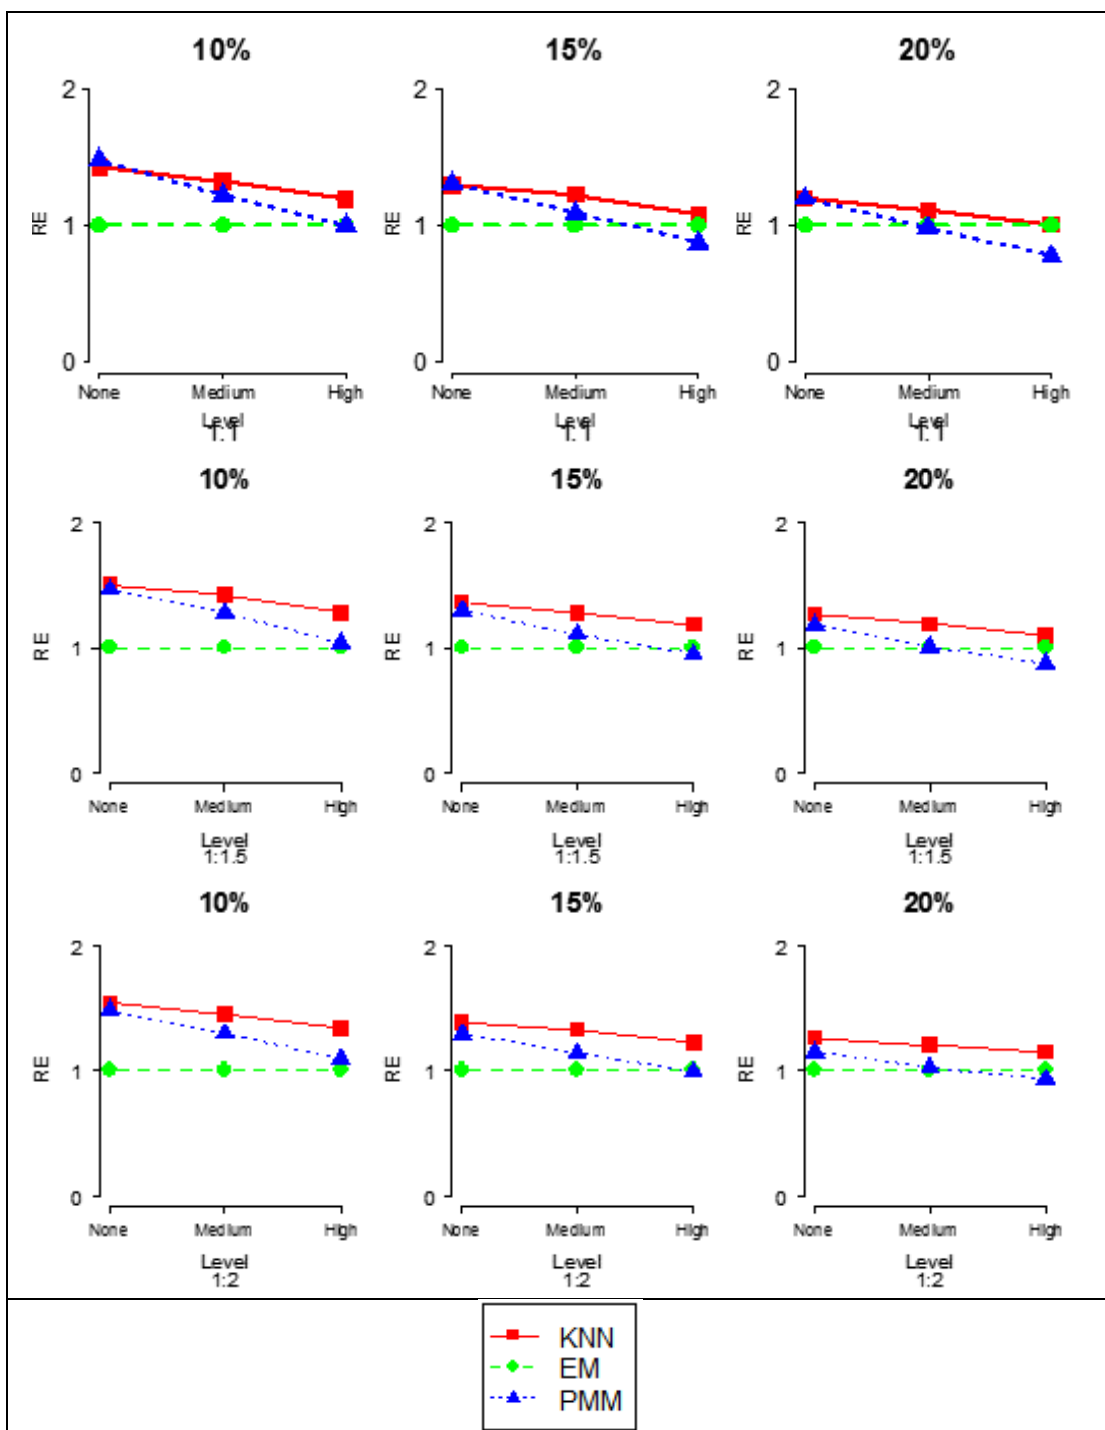 10% 15% 20%
2 2 2
RE 1 RE 1 RE 1
0 0 0
None Medium High None Medium High None Medium High
Level Level Level
1:1 1:1 1:1
10% 15% 20%
2 2 2
RE 1 RE 1 RE 1
0 0 0
None Medium High None Medium High None Medium High
Level Level Level
1:1.5 1:1.5 1:1.5
10% 15% 20%
2 2 2
RE 1 RE 1 RE 1
0 0 0
None Medium High None Medium High None Medium High
Level Level Level
1:2 1:2 1:2
KNN
EM
PMM